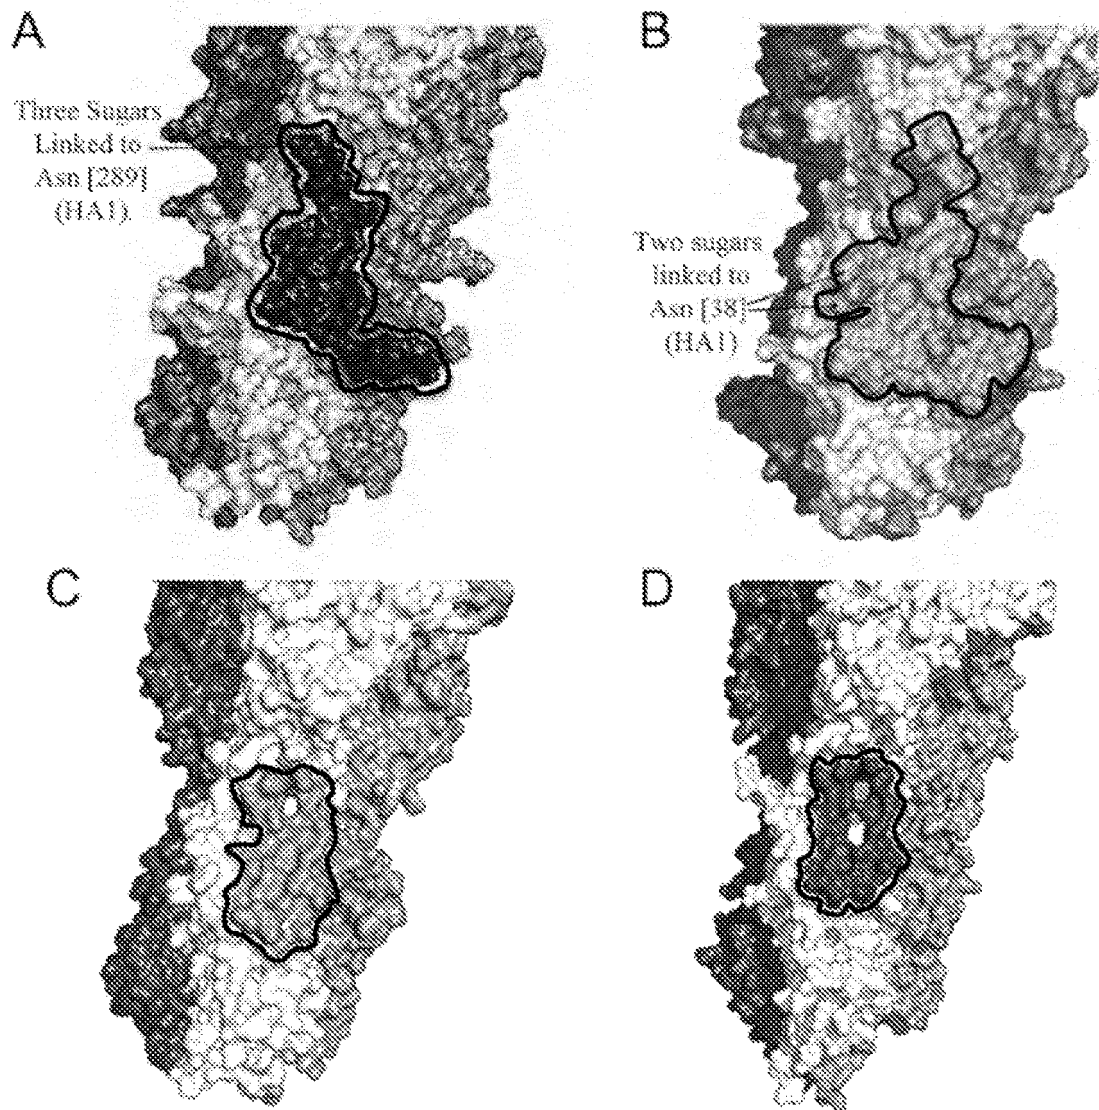 A
B
Three Sugars
Linked to
Asn [289]
(HA1)
Two sugars
linked to
Asn [38]
(HA1)
C
D